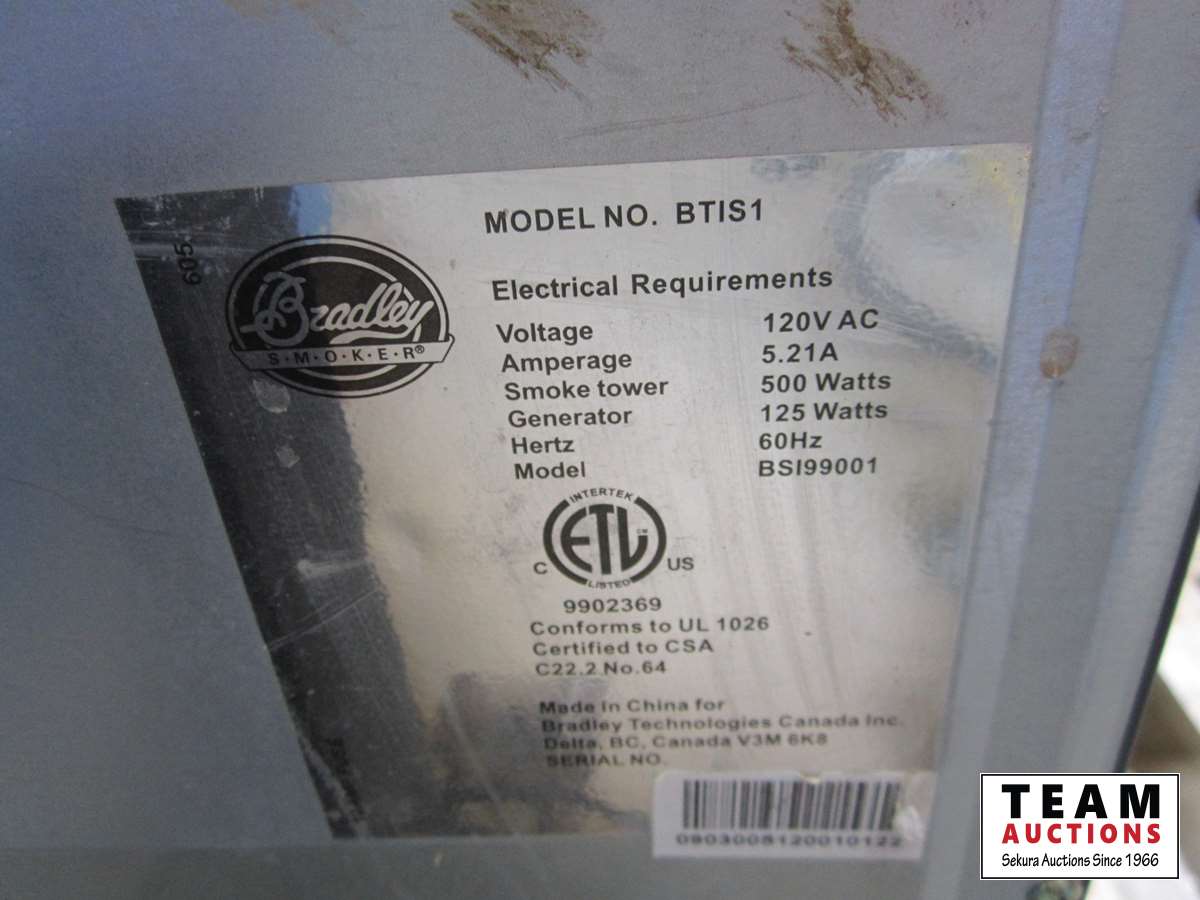 MODEL NO. BTIS1
605
Bradley
S·M·O·K·E·R®
Electrical Requirements
Voltage 120V AC
Amperage 5.21A
Smoke tower 500 Watts
Generator 125 Watts
Hertz 60Hz
Model BSI99001
INTERTEK
ETL CM
LISTED
C US
9902369
Conforms to UL 1026
Certified to CSA
C22.2 No.64
Made in China for
Bradley Technologies Canada Inc.
Delta, BC, Canada V3M 6K8
SERIAL NO.
0903008120010122
TEAM
AUCTIONS
Sekura Auctions Since 1966